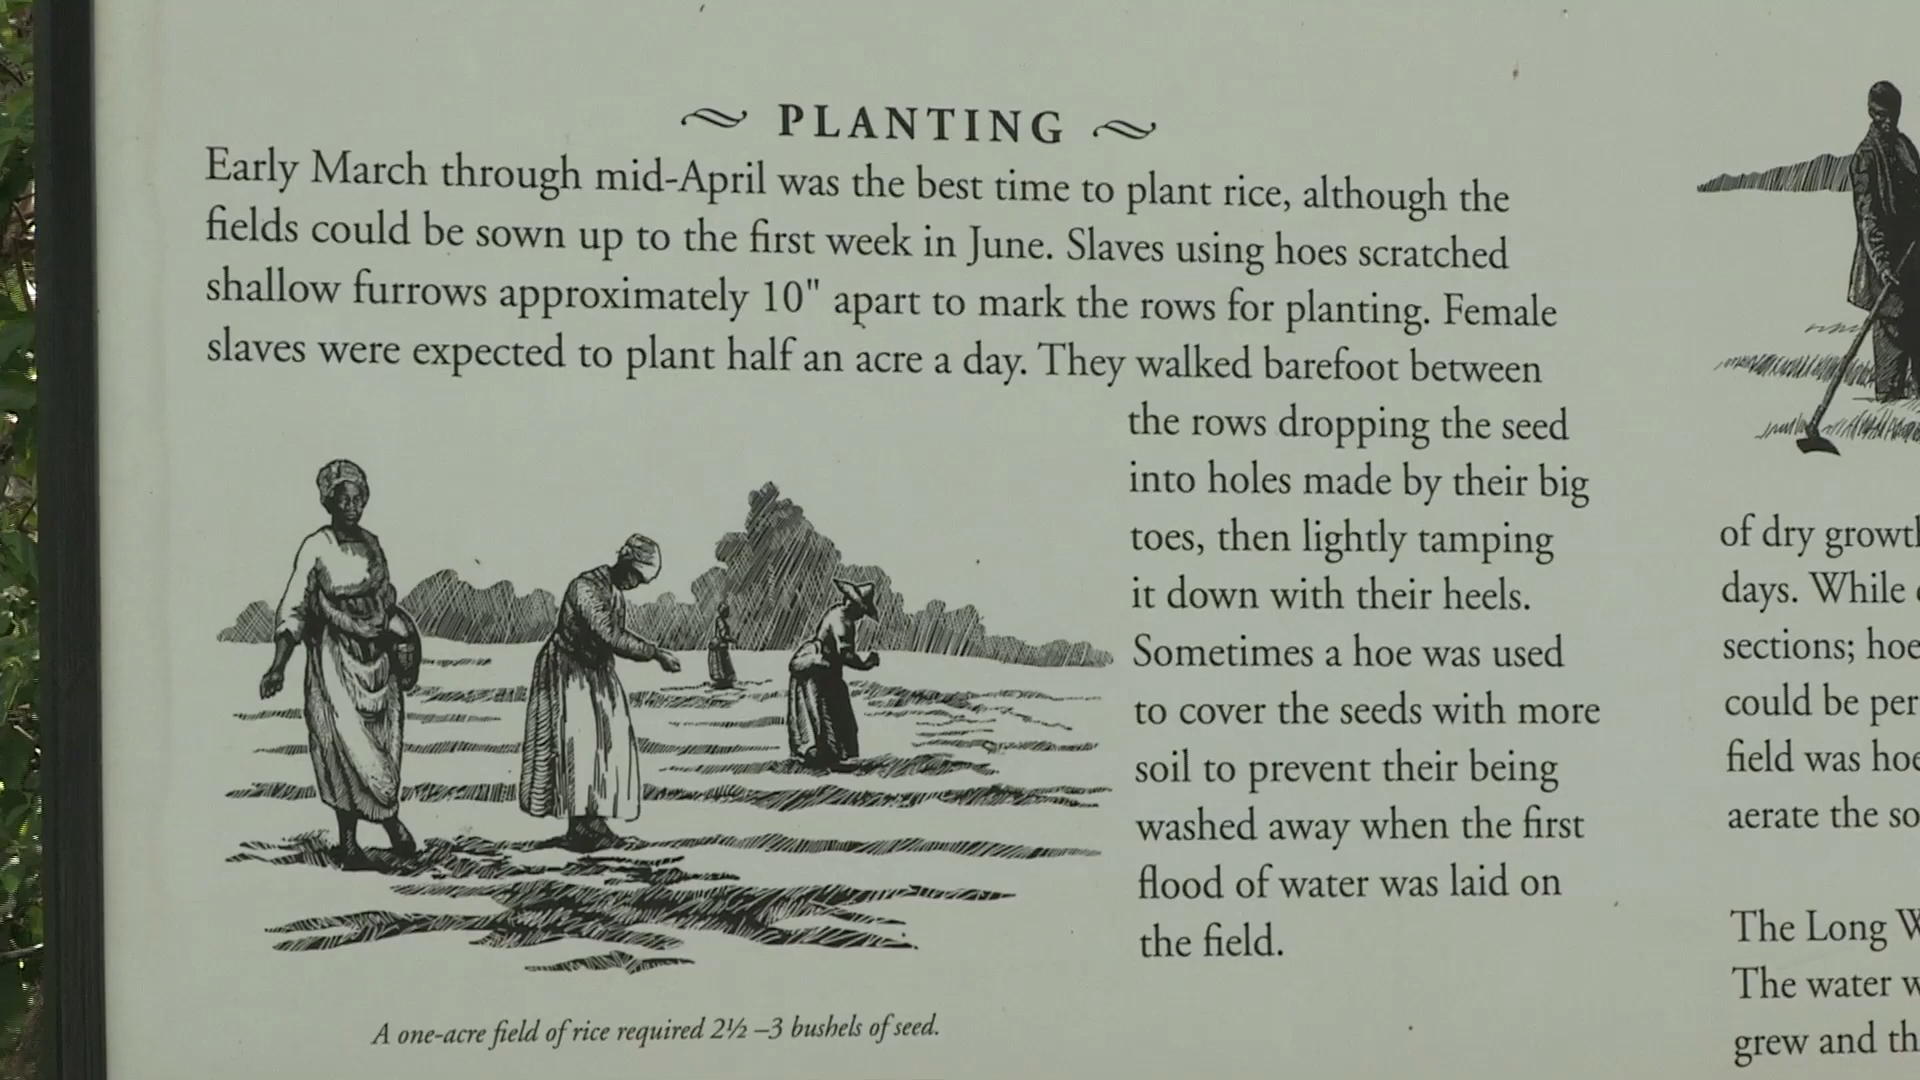 PLANTING
Early March through mid-April was the best time to plant rice, although the
fields could be sown up to the first week in June. Slaves using hoes scratched
shallow furrows approximately 10" apart to mark the rows for planting. Female
slaves were expected to plant half an acre a day. They walked barefoot between
the rows dropping the seed
into holes made by their big
toes, then lightly tamping
it down with their heels.
Sometimes a hoe was used
to cover the seeds with more
soil to prevent their being
washed away when the first
flood of water was laid on
the field.
A one-acre field of rice required 2½ –3 bushels of seed.
of dry
days. While
sections;
could be
field was
aerate the
The Long
The water
grew and